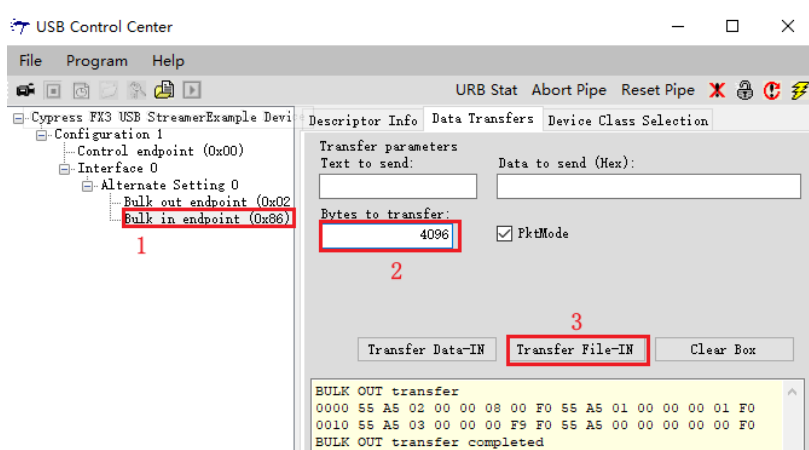 USB Control Center
File Program Help
URB Stat Abort Pipe Reset Pipe
Cypress FX3 USB StreamerExample Devi
Configuration 1
Control endpoint (0x00)
Interface 0
Alternate Setting 0
Bulk out endpoint (0x02
Bulk in endpoint (0x86)
1
Descriptor Info Data Transfers Device Class Selection
Transfer parameters
Text to send: Data to send (Hex):
Bytes to transfer:
4096 PktMode
2
3
Transfer Data-IN Transfer File-IN Clear Box
BULK OUT transfer
0000 55 A5 02 00 00 08 00 F0 55 A5 01 00 00 00 01 F0
0010 55 A5 03 00 00 F9 F0 55 A5 00 00 00 00 00 F0
BULK OUT transfer completed